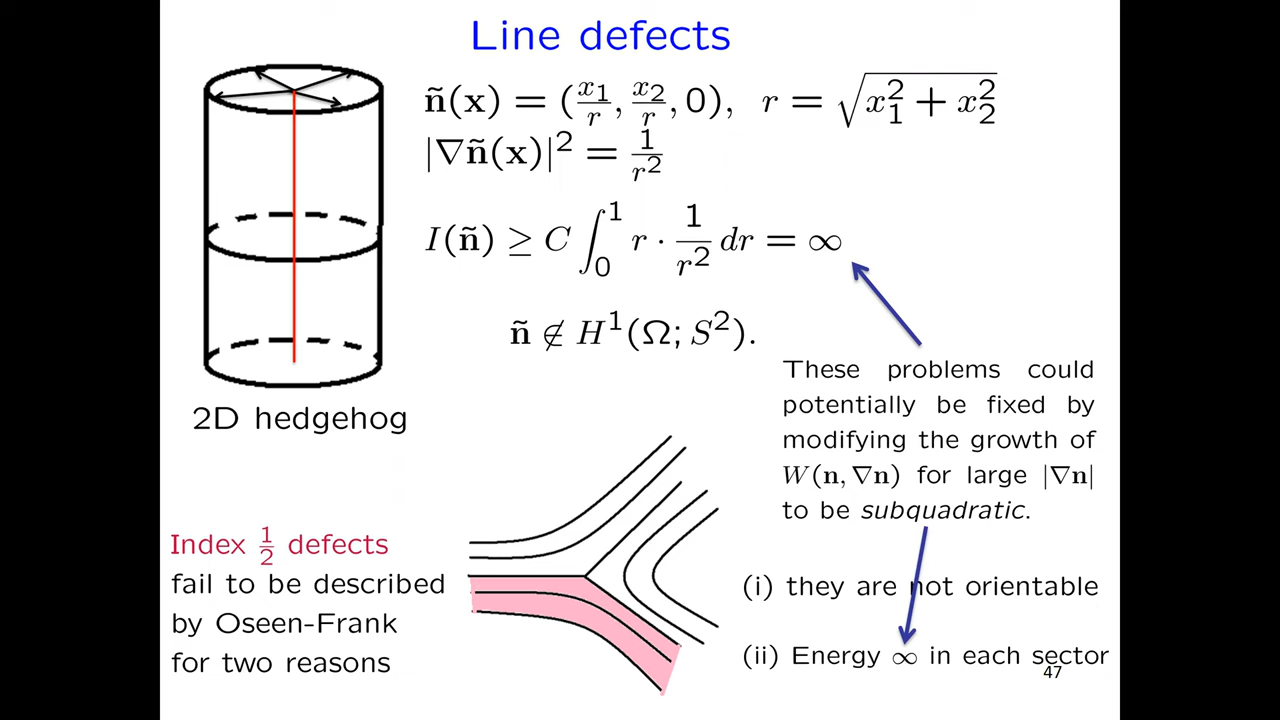 Line defects
ñ(x) = (x₁/r, x₂/r, 0), r = √(x₁² + x₂²)
|∇ñ(x)|² = 1/r²
I(ñ) ≥ C ∫₀¹ r · 1/r² dr = ∞
ñ ∉ H¹(Ω; S²).
2D hedgehog
These problems could
potentially be fixed by
modifying the growth of
W(n, ∇n) for large |∇n|
to be subquadratic.
Index 1/2 defects
fail to be described
by Oseen-Frank
for two reasons
(i) they are not orientable
(ii) Energy ∞ in each sector
47